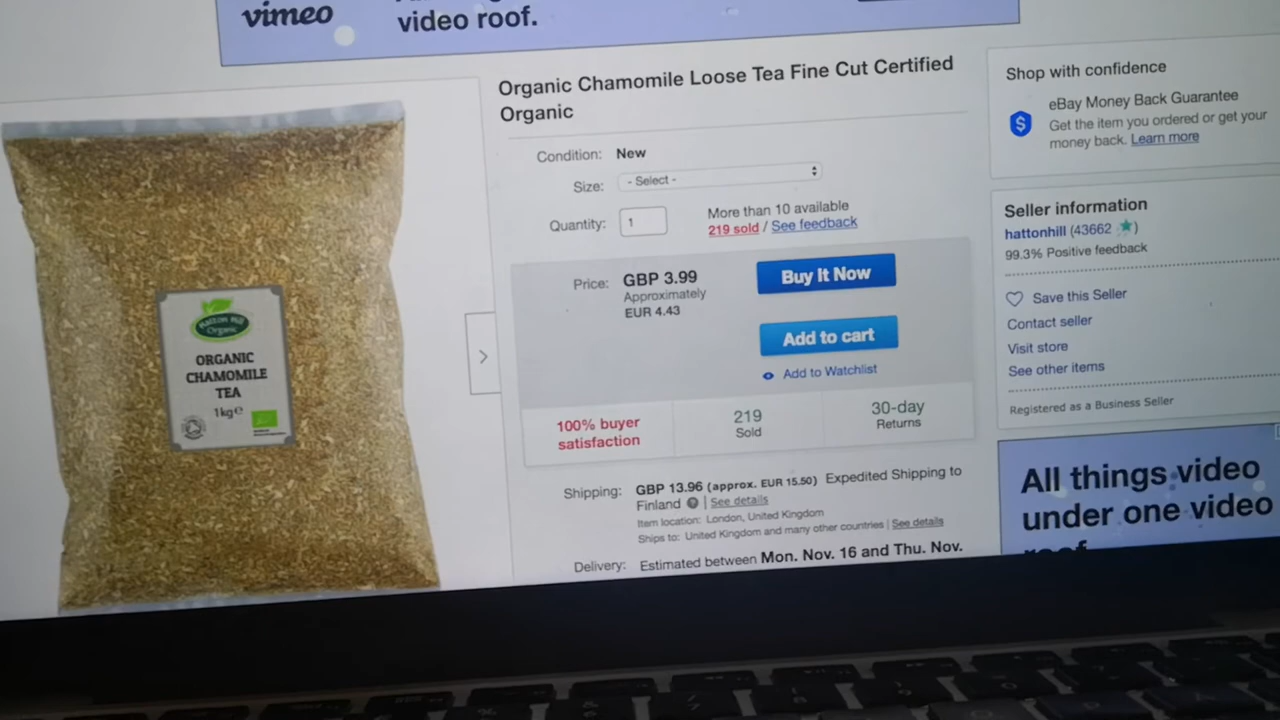 vimeo
video roof.
Organic Chamomile Loose Tea Fine Cut Certified
Organic
Condition: New
Size: - Select -
Quantity: 1
More than 10 available
219 sold / See feedback
Price: GBP 3.99
Approximately
EUR 4.43
Buy It Now
Add to cart
Add to Watchlist
100% buyer
satisfaction
219
Sold
30-day
Returns
Shipping: GBP 13.96 (approx. EUR 15.50) Expedited Shipping to
Finland | See details
Item location: London, United Kingdom
Ships to: United Kingdom and many other countries | See details
Delivery: Estimated between Mon. Nov. 16 and Thu. Nov.
Hatton Hill
Organic
ORGANIC
CHAMOMILE
TEA
1kg e
Shop with confidence
eBay Money Back Guarantee
Get the item you ordered or get your
money back. Learn more
Seller information
hattonhill (43662 ★)
99.3% Positive feedback
Save this Seller
Contact seller
Visit store
See other items
Registered as a Business Seller
All things video
under one video
roof.